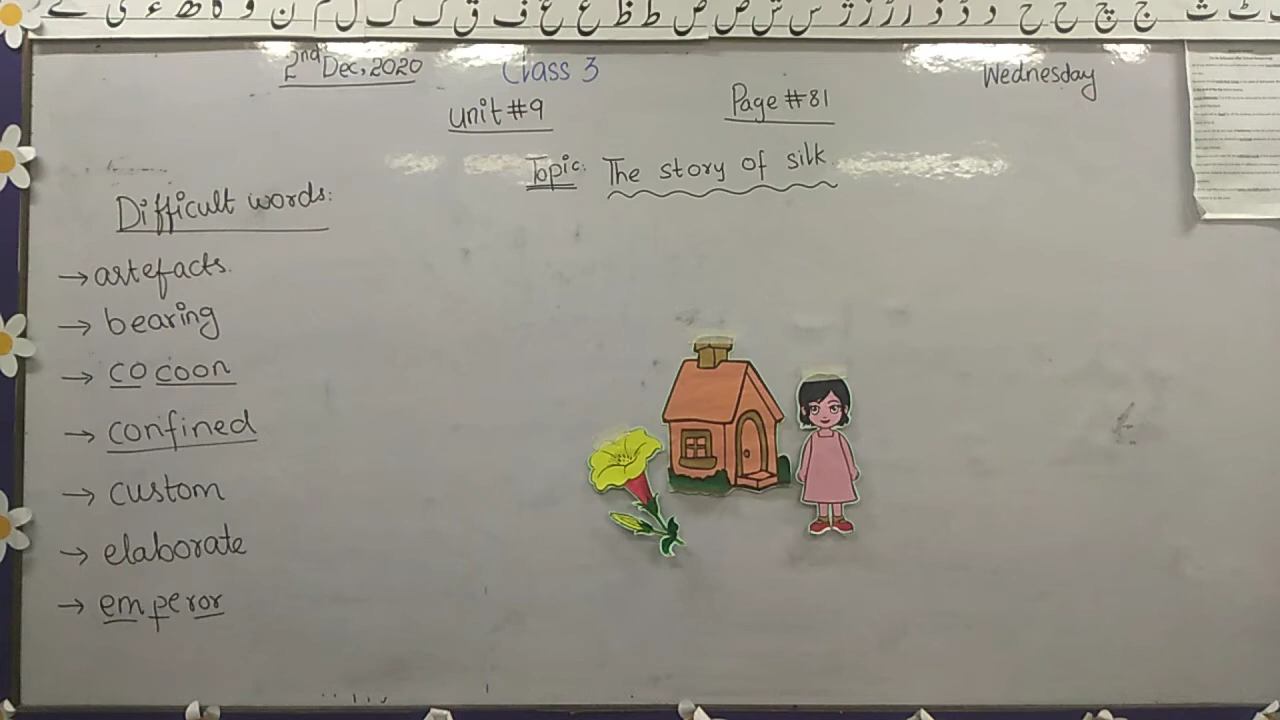 ث ٹ ث ج چ ح خ د ڈ ذ ر ڑ ز ژ س ش ص ض ط ظ ع غ ف ق ک گ ل م ن و ہ ھ ء ی ے
2nd Dec, 2020 Class 3 Wednesday
Unit #9 Page #81
Topic: The story of silk
Difficult words:
→ artefacts.
→ bearing
→ cocoon
→ confined
→ custom
→ elaborate
→ emperor